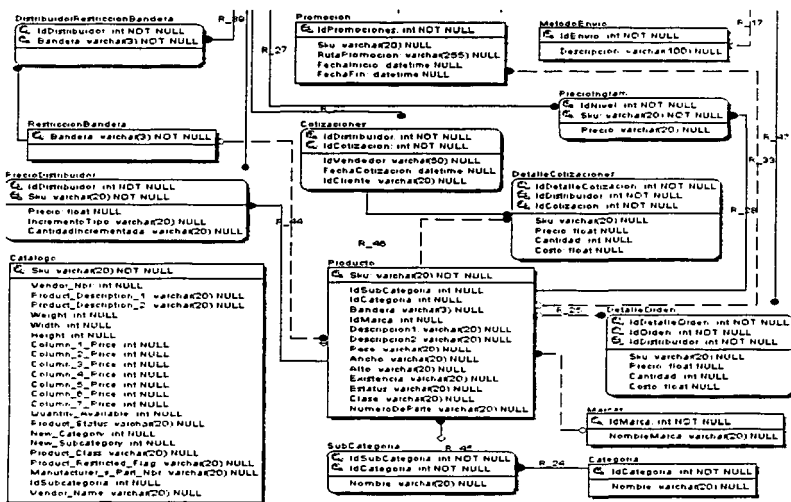 DistribuidorRestriccionBandera
IdDistribuidor int NOT NULL
Bandera varchar(3) NOT NULL
R_39
R_27
Promocion
IdPromociones int NOT NULL
Sku varchar(20) NULL
RutaPromocion varchar(255) NULL
FechaInicio datetime NULL
FechaFin datetime NULL
MetodoEnvio
IdEnvio int NOT NULL
Descripcion varchar(100) NULL
R_17
RestriccionBandera
Bandera varchar(3) NOT NULL
Cotizaciones
IdDistribuidor int NOT NULL
IdCotizacion int NOT NULL
IdVendedor varchar(50) NULL
FechaCotizacion datetime NULL
IdCliente varchar(20) NULL
PrecioIngram
IdNivel int NOT NULL
Sku varchar(20) NOT NULL
Precio varchar(20) NULL
R_47
R_33
R_28
PrecioDistribuidor
IdDistribuidor int NOT NULL
Sku varchar(20) NOT NULL
Precio float NULL
IncrementoTipo varchar(20) NULL
CantidadIncrementada varchar(20) NULL
R_44
DetalleCotizaciones
IdDetalleCotizacion int NOT NULL
IdDistribuidor int NOT NULL
IdCotizacion int NOT NULL
Sku varchar(20) NULL
Precio float NULL
Cantidad int NULL
Costo float NULL
R_46
Catalogo
Sku varchar(20) NOT NULL
Vendor_Nbr int NULL
Product_Description_1 varchar(20) NULL
Product_Description_2 varchar(20) NULL
Weight int NULL
Width int NULL
Height int NULL
Column_1_Price int NULL
Column_2_Price int NULL
Column_3_Price int NULL
Column_4_Price int NULL
Column_5_Price int NULL
Column_6_Price int NULL
Column_7_Price int NULL
Quantity_Available int NULL
Product_Status varchar(20) NULL
New_Category int NULL
New_Subcategory int NULL
Product_Class varchar(20) NULL
Product_Restricted_Flag varchar(20) NULL
Manufacturer_s_Part_Nbr varchar(20) NULL
IdSubcategoria int NULL
Vendor_Name varchar(20) NULL
Producto
Sku varchar(20) NOT NULL
IdSubCategoria int NULL
IdCategoria int NULL
Bandera varchar(3) NULL
IdMarca int NULL
Descripcion1 varchar(20) NULL
Descripcion2 varchar(20) NULL
Peso varchar(20) NULL
Ancho varchar(20) NULL
Alto varchar(20) NULL
Existencia varchar(20) NULL
Estatus varchar(20) NULL
Clase varchar(20) NULL
NumeroDeParte varchar(20) NULL
DetalleOrden
IdDetalleOrden int NOT NULL
IdOrden int NOT NULL
IdDistribuidor int NOT NULL
Sku varchar(20) NULL
Precio float NULL
Cantidad int NULL
Costo float NULL
Marcas
IdMarca int NOT NULL
NombreMarca varchar(20) NULL
SubCategoria
IdSubCategoria int NOT NULL
IdCategoria int NOT NULL
Nombre varchar(20) NULL
R_24
Categoria
IdCategoria int NOT NULL
Nombre varchar(20) NULL